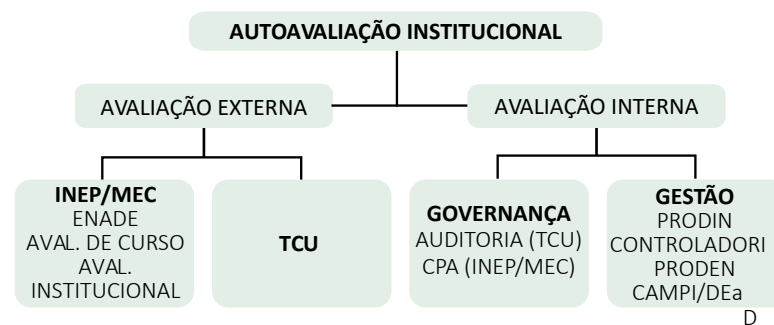 AUTOAVALIAÇÃO INSTITUCIONAL
AVALIAÇÃO EXTERNA
AVALIAÇÃO INTERNA
INEP/MEC
ENADE
AVAL. DE CURSO
AVAL.
INSTITUCIONAL
TCU
GOVERNANÇA
AUDITORIA (TCU)
CPA (INEP/MEC)
GESTÃO
PRODIN
CONTROLADORI
PRODEN
CAMPI/DEa
D